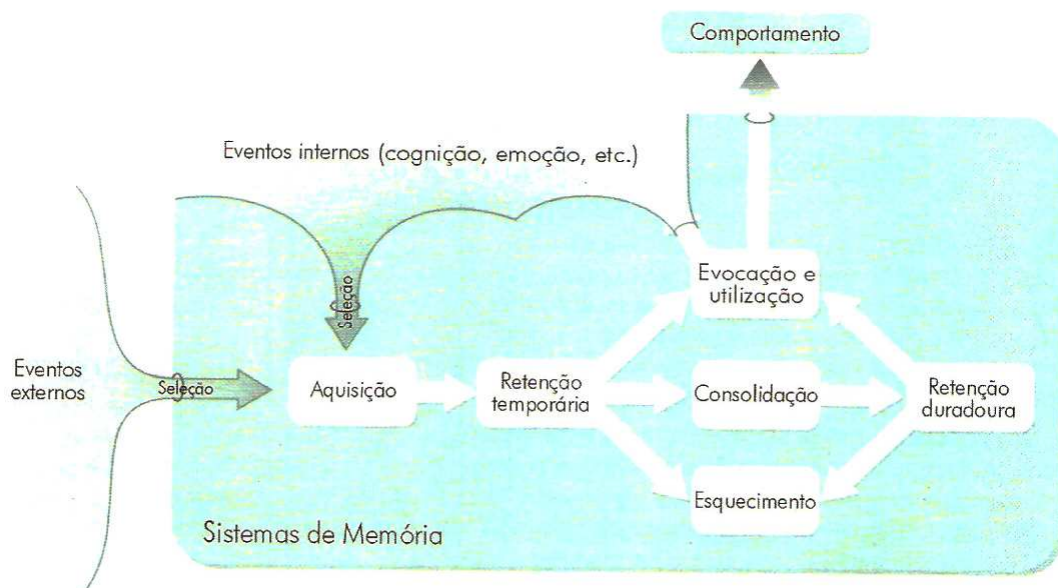 Comportamento
Eventos internos (cognição, emoção, etc.)
Seleção
Evocação e
utilização
Eventos
externos
Seleção
Aquisição
Retenção
temporária
Consolidação
Retenção
duradoura
Esquecimento
Sistemas de Memória